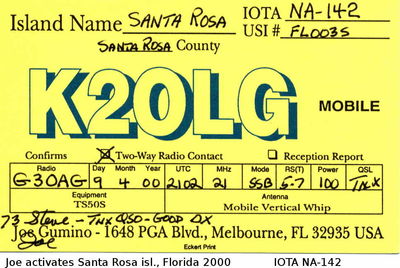 Island Name SANTA ROSA IOTA NA-142
SANTA ROSA County USI # FL003S
K2OLG MOBILE
Confirms ☒ Two-Way Radio Contact ☐ Reception Report
Radio Day Month Year UTC MHz Mode RS(T) Power QSL
G3OAG 9 4 00 2102 21 SSB 5-7 100 TNX
Equipment Antenna
TS50S Mobile Vertical Whip
73 Steve - TNX QSO - GOOD DX
Joe Gumino - 1648 PGA Blvd., Melbourne, FL 32935 USA
Joe
Eckert Print
Joe activates Santa Rosa isl., Florida 2000 IOTA NA-142